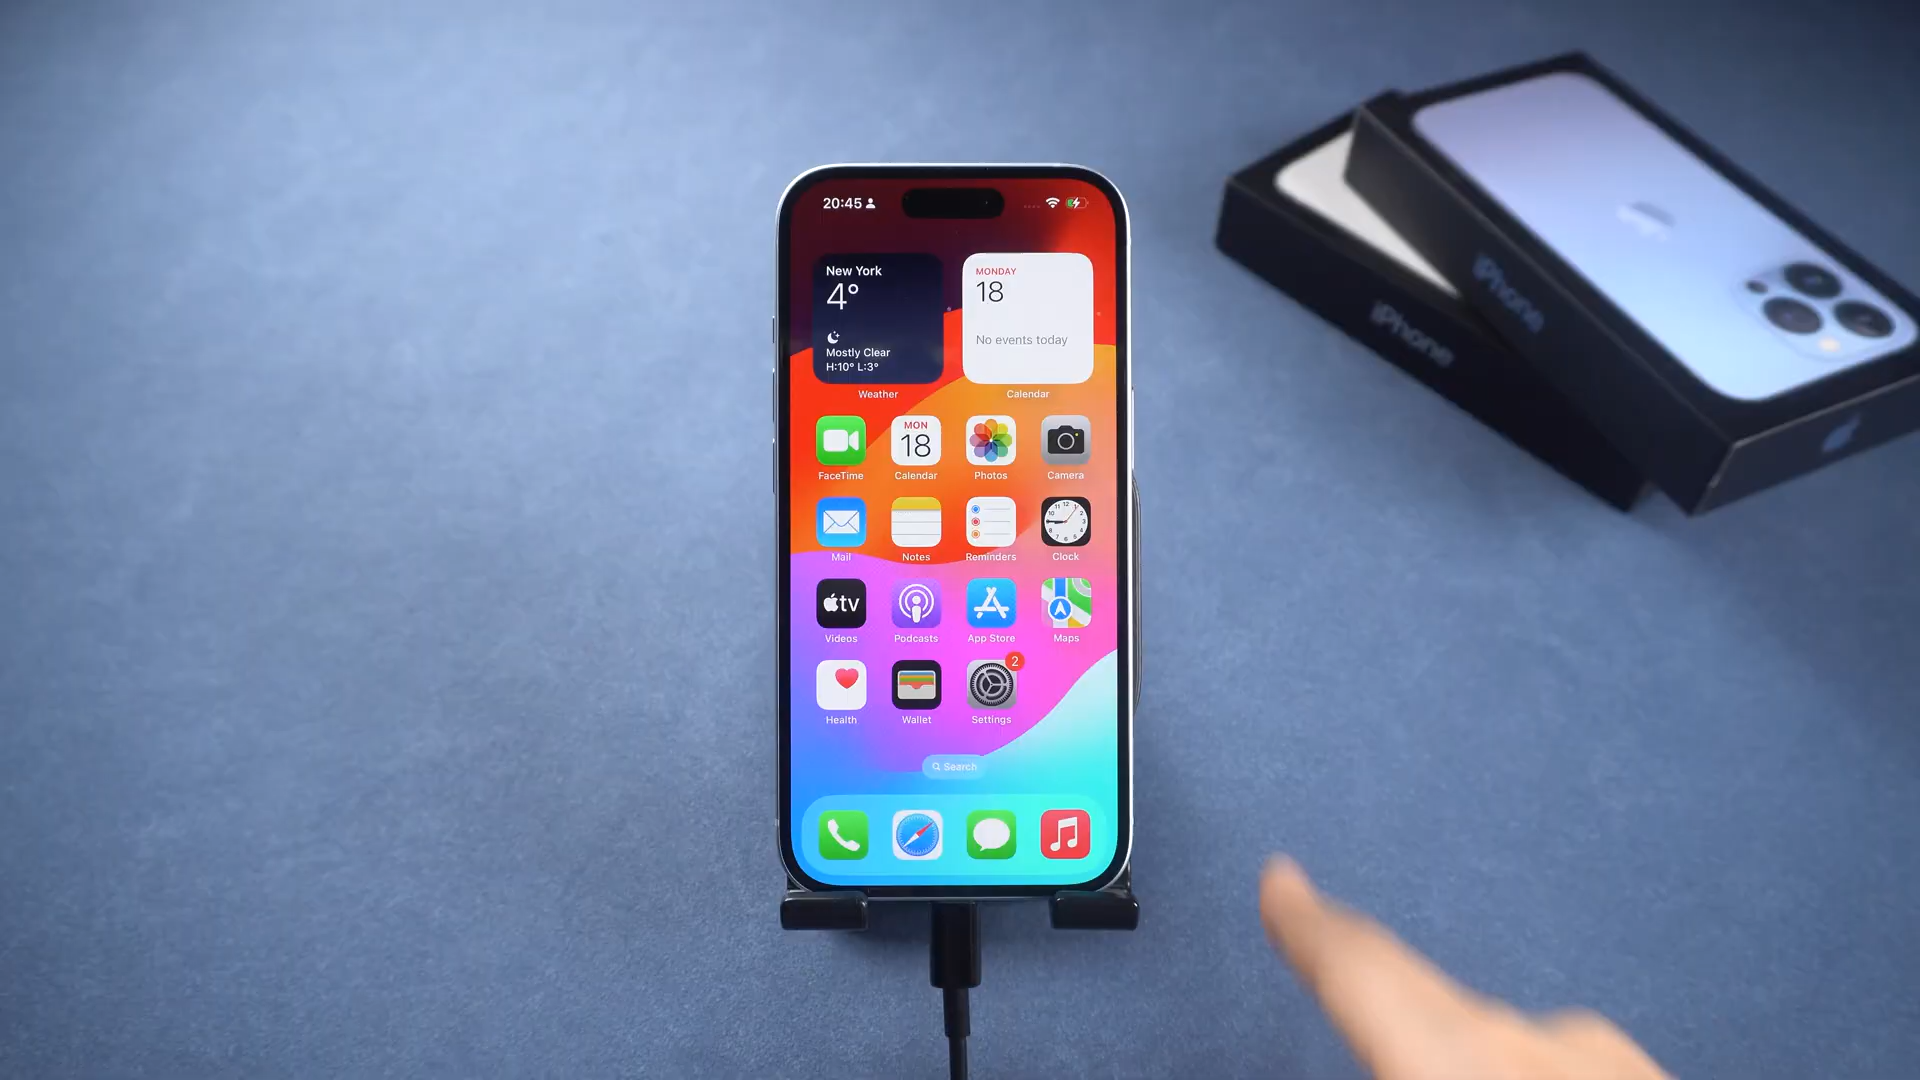 20:45
New York
4°
Mostly Clear
H:10° L:3°
Weather
MONDAY
18
No events today
Calendar
FaceTime
MON
18
Calendar
Photos
Camera
Mail
Notes
Reminders
Clock
tv
Videos
Podcasts
App Store
Maps
Health
Wallet
2
Settings
Search
iPhone
iPhone